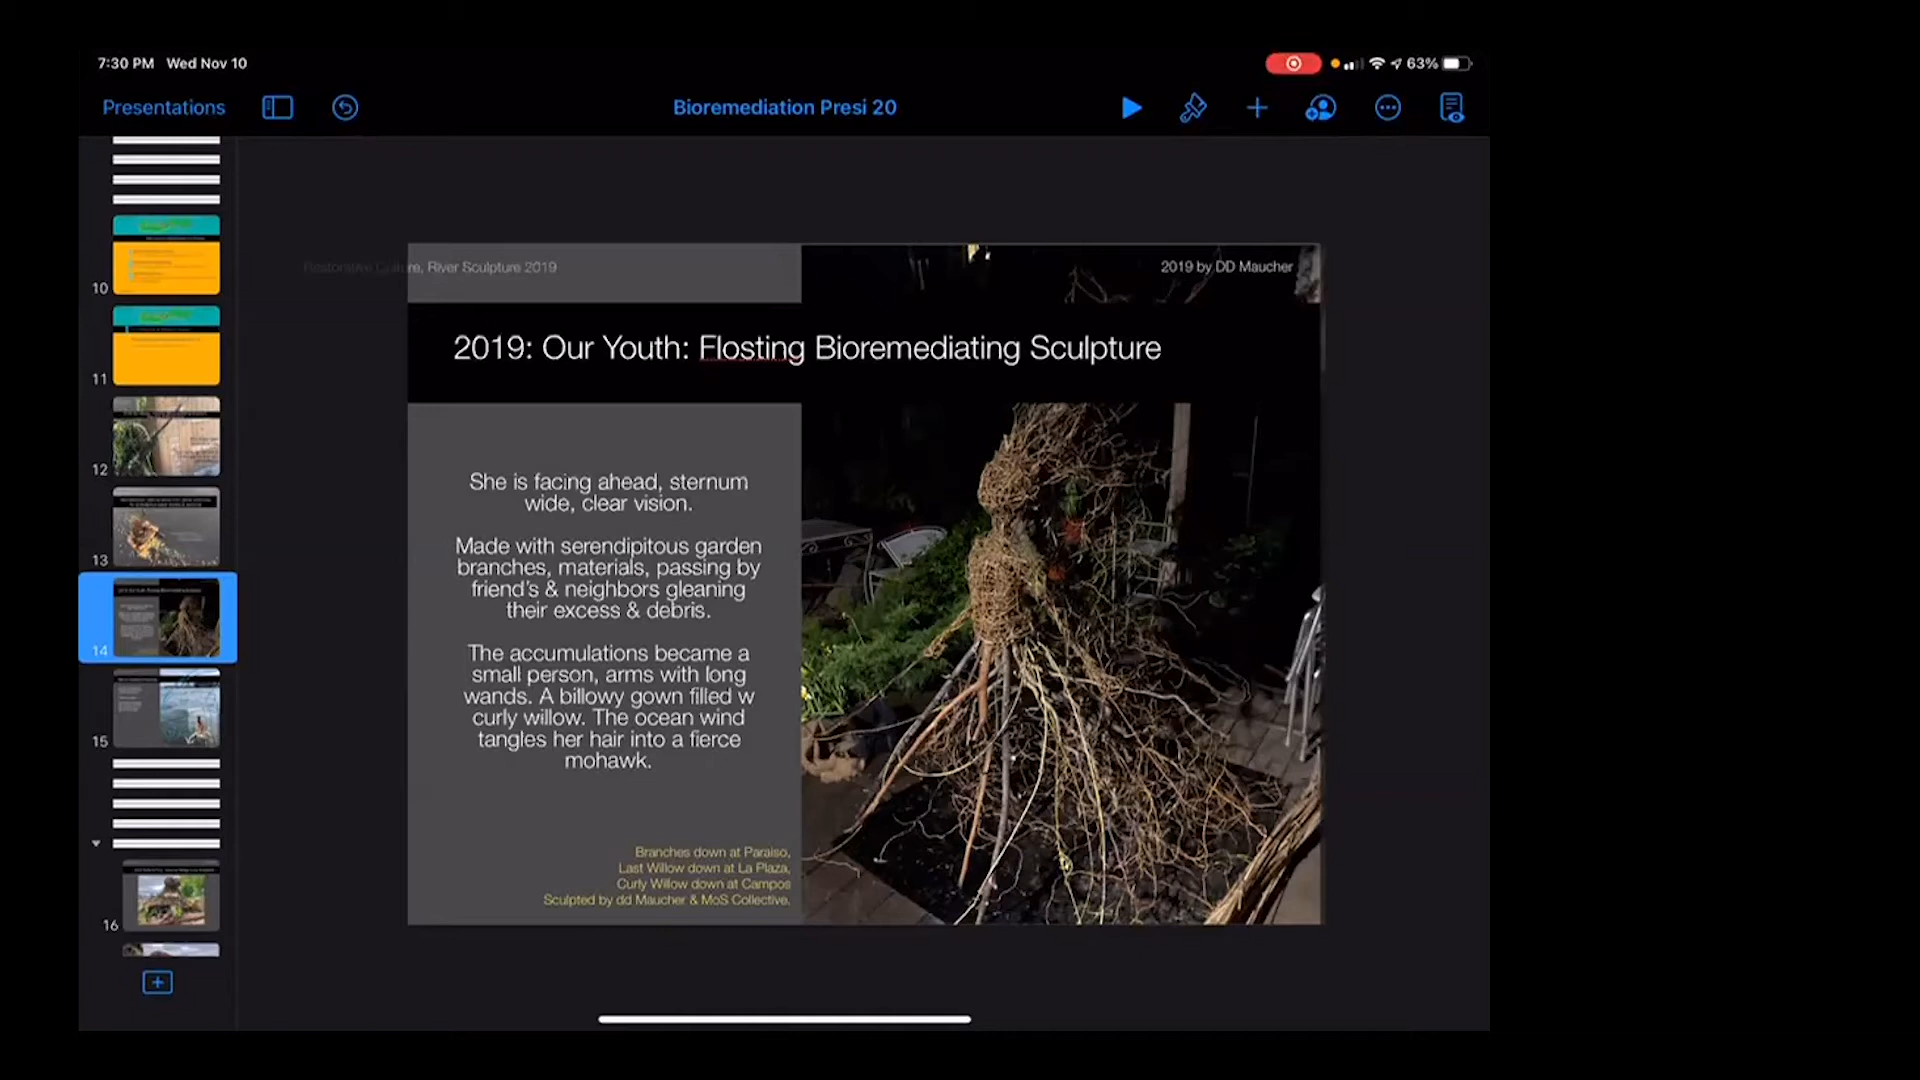 7:30 PM Wed Nov 10
63%
Presentations
Bioremediation Presi 20
Restorative Culture, River Sculpture 2019
2019 by DD Maucher
2019: Our Youth: Flosting Bioremediating Sculpture
She is facing ahead, sternum
wide, clear vision.
Made with serendipitous garden
branches, materials, passing by
friend's & neighbors gleaning
their excess & debris.
The accumulations became a
small person, arms with long
wands. A billowy gown filled w
curly willow. The ocean wind
tangles her hair into a fierce
mohawk.
Branches down at Paraiso,
Last Willow down at La Plaza,
Curly Willow down at Campos
Sculpted by dd Maucher & MoS Collective.
10
11
12
13
14
15
16